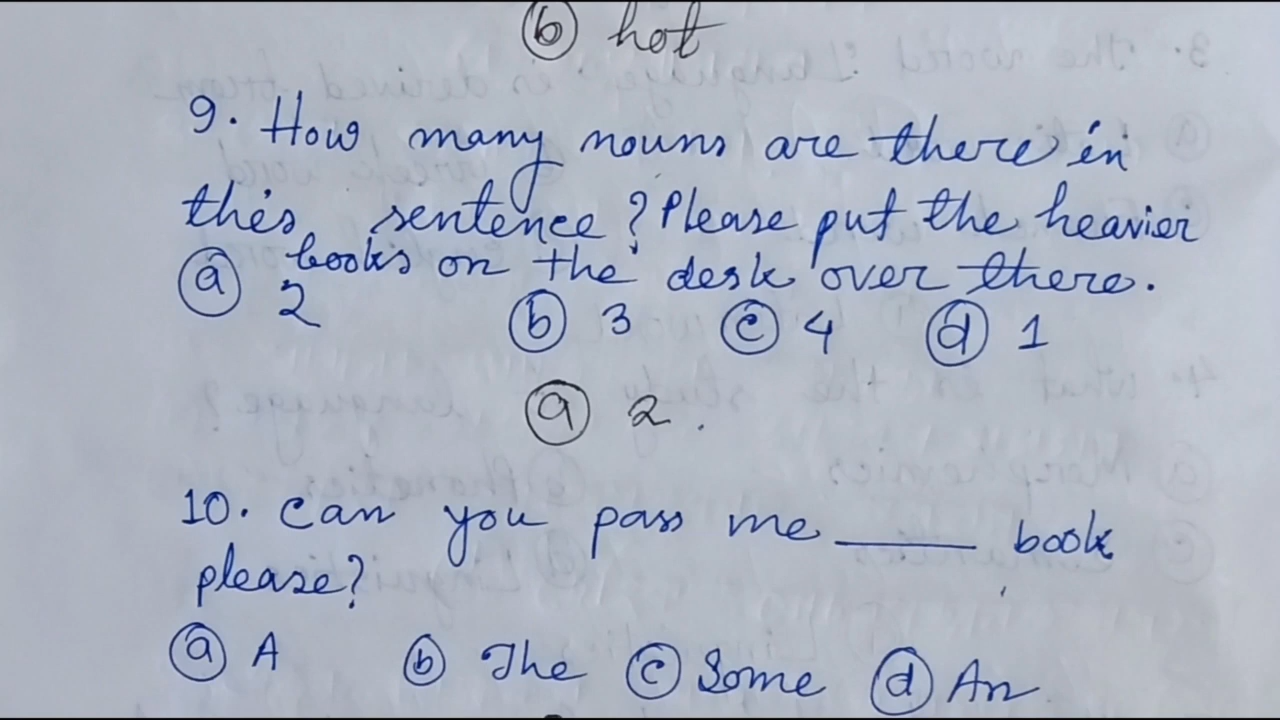 ⓑ hot
9. How many nouns are there in
this sentence? Please put the heavier
books on the desk over there.
ⓐ 2 ⓑ 3 ⓒ 4 ⓓ 1
ⓐ 2.
10. Can you pass me ____ book
please?
ⓐ A ⓑ The ⓒ Some ⓓ An